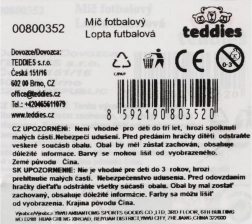 00800352
Míč fotbalový
Lopta futbalová
teddies
Dovozce/Dovozca:
TEDDIES s.r.o.
Česká 151/16
602 00 Brno, CZ
office@teddies.cz
Tel.: +420465611079
www.teddies.cz
0-3
8 592190 803520
CZ UPOZORNENÍ: Není vhodné pro děti do tří let, hrozí spolknutí
malých částí.Nebezpečí udušení. Před předáním hračky dítěti odstraňte
veškeré součásti obalu. Obal by měl zůstat zachován, obsahuje
důležité informace. Barvy se mohou lišit od vyobrazeného.
Země původu Čína.
SK UPOZORNENIE: Nie je vhodné pre deti do 3 rokov, hrozí
prehltnutie malých častí. Nebezpečenstvo udusenia. Pred odovzdaním
hračky dieťaťu odstráňte všetky súčasti obalu. Obal by mal zostať
zachovaný, obsahuje dôležité informácie. Farby sa môžu líšiť
od vyobrazeného. Krajina pôvodu Čína.